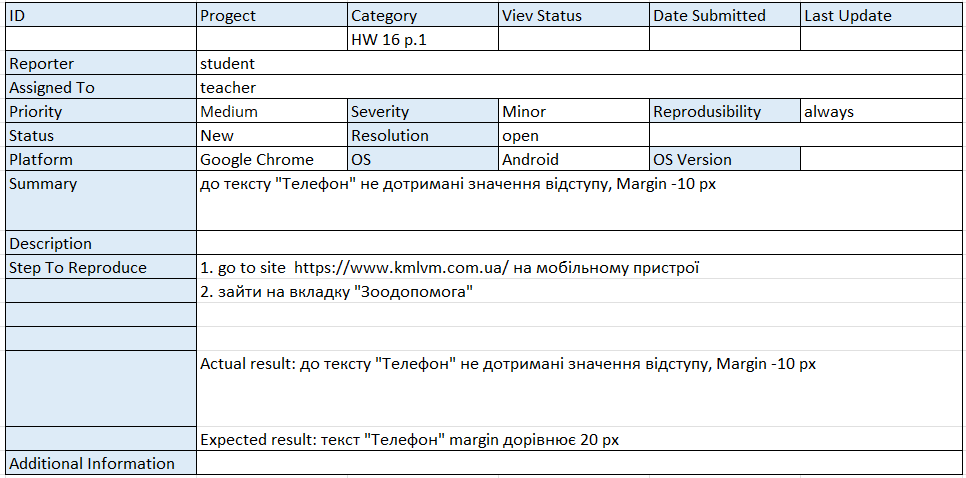 ID Progect Category Viev Status Date Submitted Last Update
HW 16 p.1
Reporter student
Assigned To teacher
Priority Medium Severity Minor Reprodusibility always
Status New Resolution open
Platform Google Chrome OS Android OS Version
Summary до тексту "Телефон" не дотримані значення відступу, Margin -10 px
Description
Step To Reproduce 1. go to site  https://www.kmlvm.com.ua/ на мобільному пристрої
2. зайти на вкладку "Зоодопомога"
Actual result: до тексту "Телефон" не дотримані значення відступу, Margin -10 px
Expected result: текст "Телефон" margin дорівнює 20 px
Additional Information